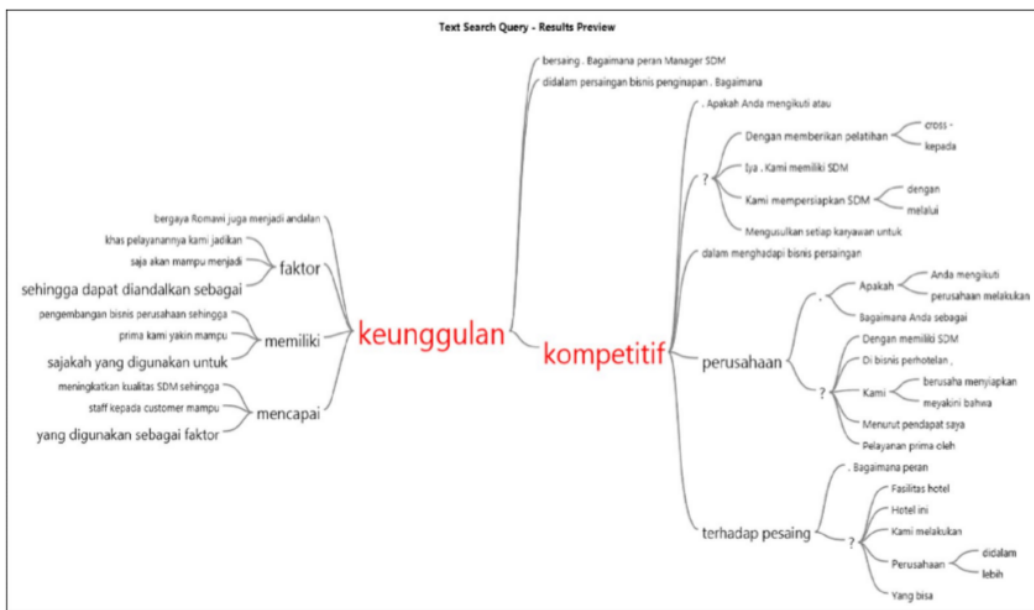 Text Search Query - Results Preview
bergaya Romawi juga menjadi andalan
khas pelayanannya kami jadikan
saja akan mampu menjadi
sehingga dapat diandalkan sebagai
faktor
pengembangan bisnis perusahaan sehingga
prima kami yakin mampu
sajakah yang digunakan untuk
memiliki
meningkatkan kualitas SDM sehingga
staff kepada customer mampu
yang digunakan sebagai faktor
mencapai
keunggulan
bersaing . Bagaimana peran Manager SDM
didalam persaingan bisnis penginapan . Bagaimana
kompetitif
. Apakah Anda mengikuti atau
?
Dengan memberikan pelatihan
cross -
kepada
Iya . Kami memiliki SDM
Kami mempersiapkan SDM
dengan
melalui
Mengusulkan setiap karyawan untuk
dalam menghadapi bisnis persaingan
perusahaan
.
Apakah
Anda mengikuti
perusahaan melakukan
Bagaimana Anda sebagai
?
Dengan memiliki SDM
Di bisnis perhotelan ,
Kami
berusaha menyiapkan
meyakini bahwa
Menurut pendapat saya
Pelayanan prima oleh
terhadap pesaing
. Bagaimana peran
?
Fasilitas hotel
Hotel ini
Kami melakukan
Perusahaan
didalam
lebih
Yang bisa